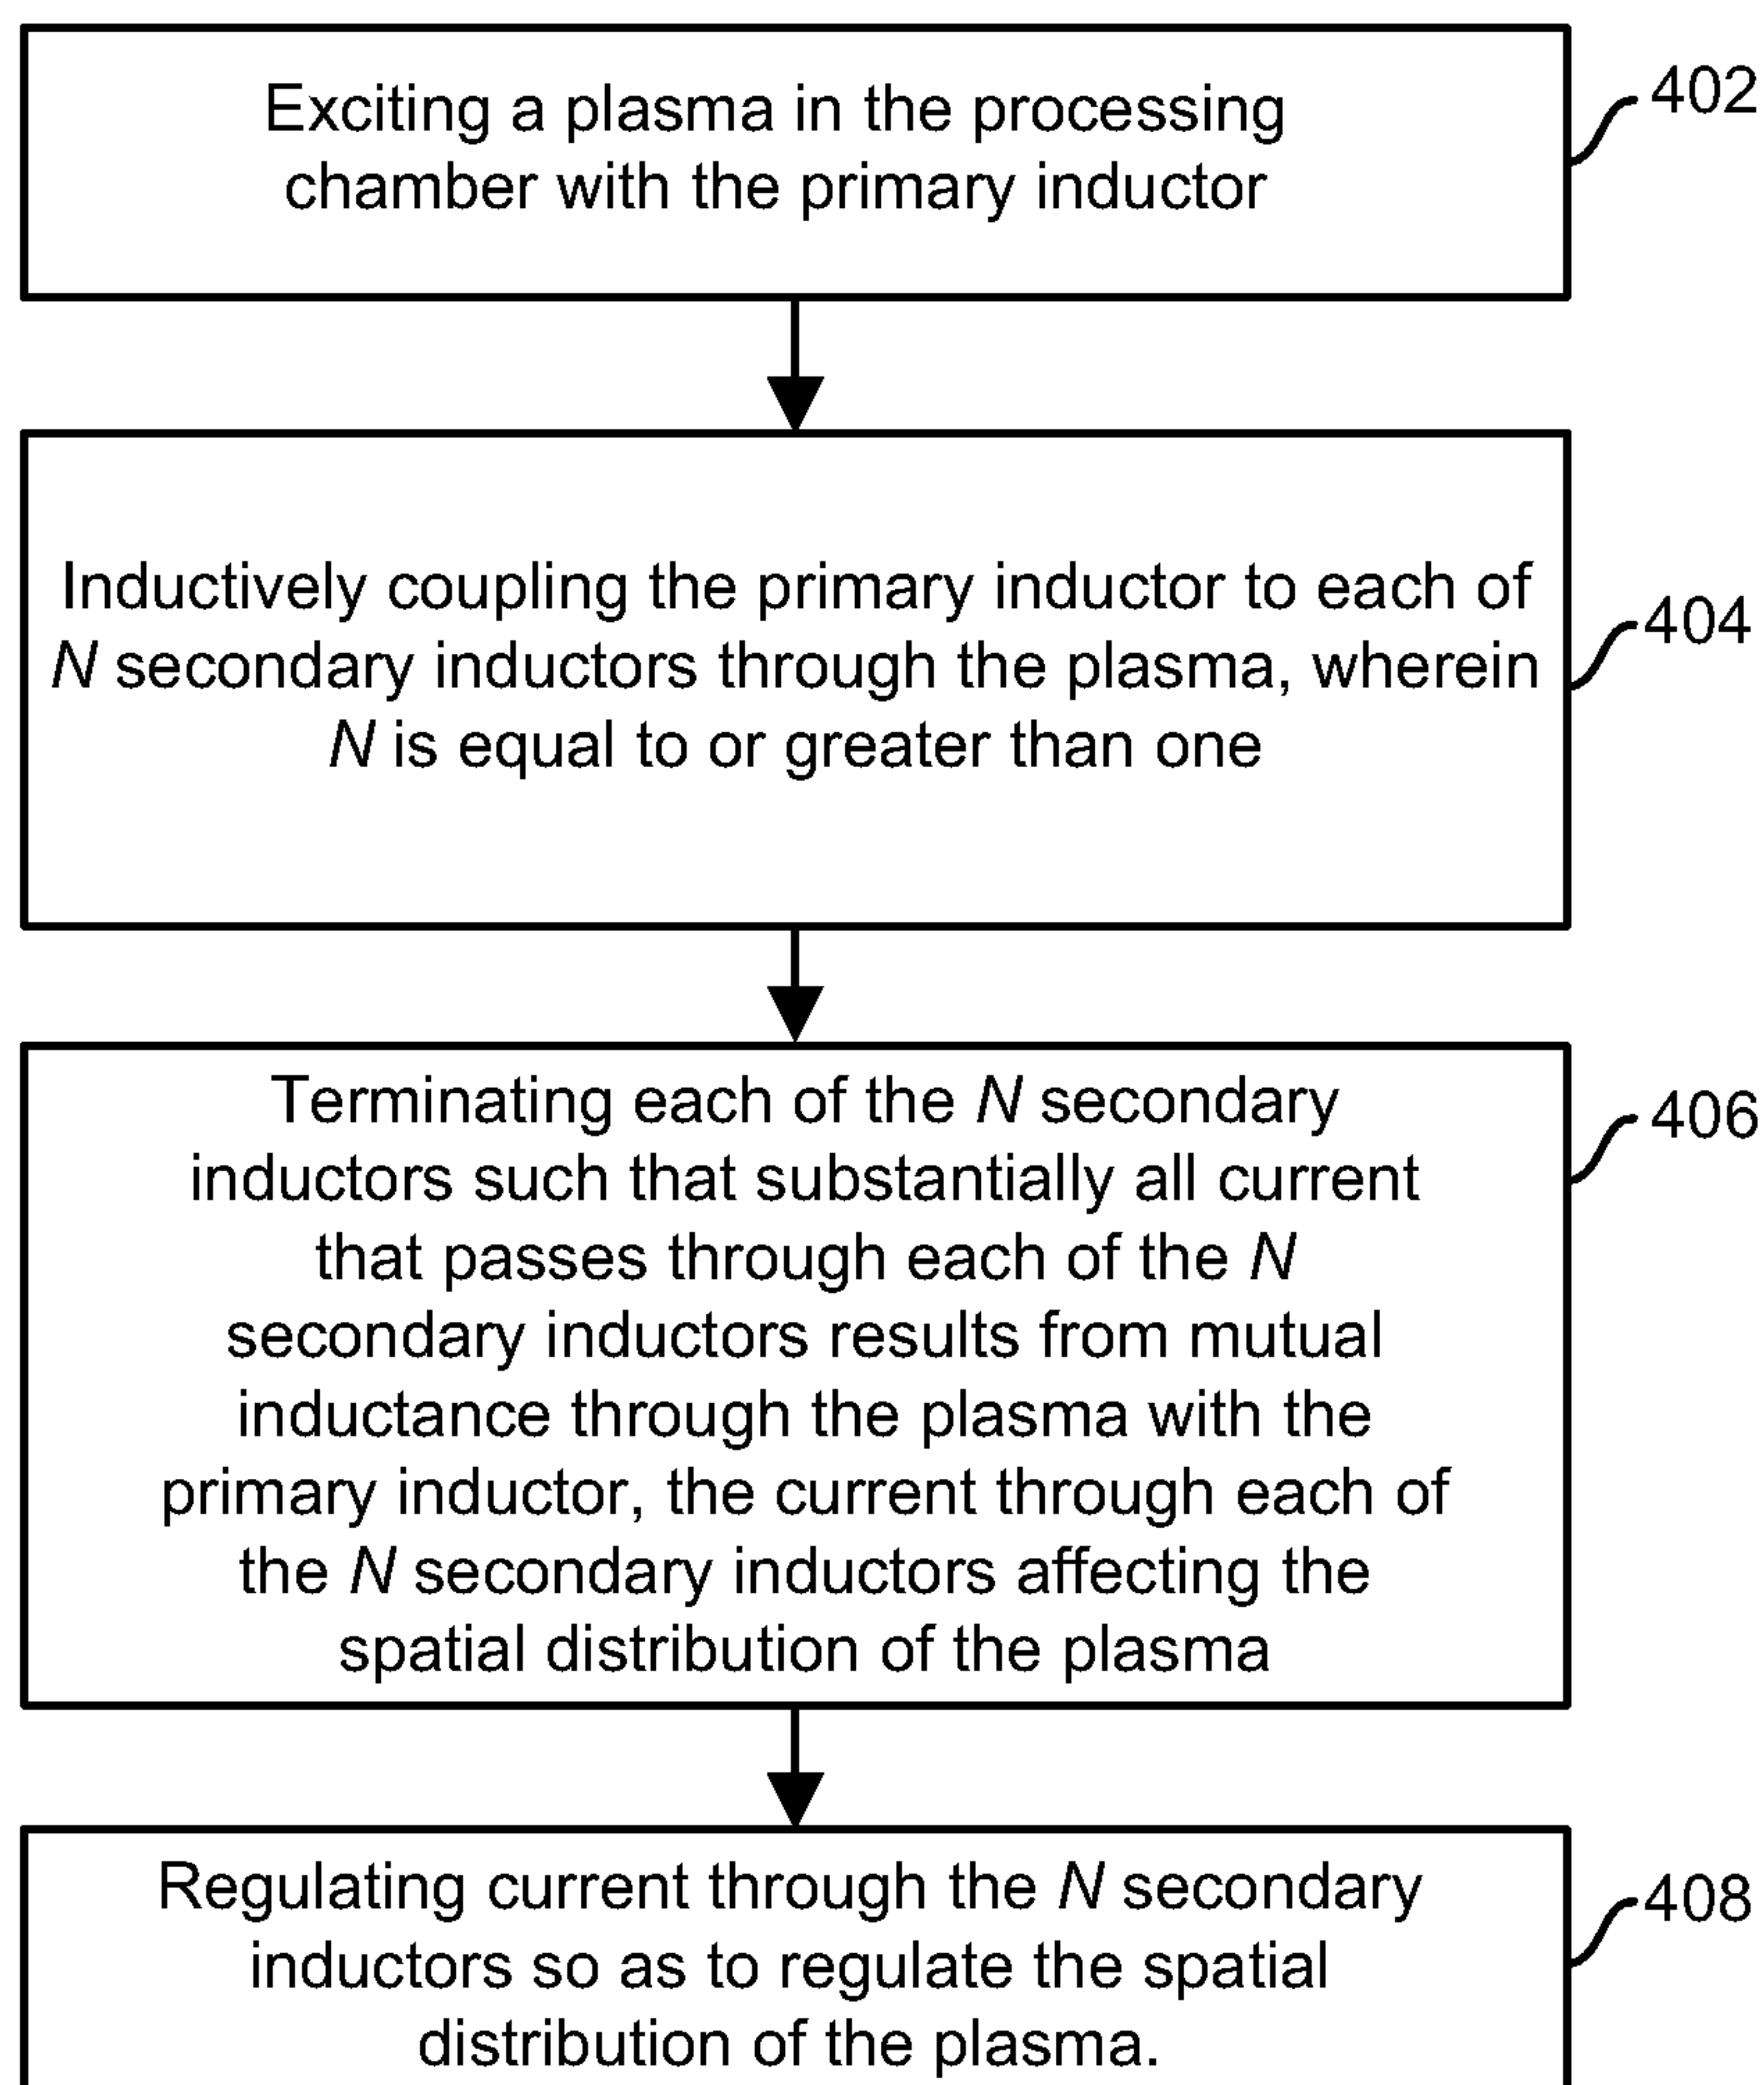 Exciting a plasma in the processing
chamber with the primary inductor
402
Inductively coupling the primary inductor to each of
N secondary inductors through the plasma, wherein
N is equal to or greater than one
404
Terminating each of the N secondary
inductors such that substantially all current
that passes through each of the N
secondary inductors results from mutual
inductance through the plasma with the
primary inductor, the current through each of
the N secondary inductors affecting the
spatial distribution of the plasma
406
Regulating current through the N secondary
inductors so as to regulate the spatial
distribution of the plasma.
408